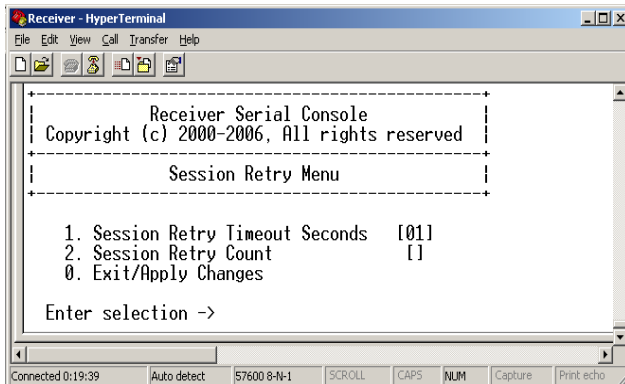 Receiver - HyperTerminal
File Edit View Call Transfer Help
Receiver Serial Console
Copyright (c) 2000-2006, All rights reserved
Session Retry Menu
1. Session Retry Timeout Seconds [01]
2. Session Retry Count []
0. Exit/Apply Changes
Enter selection ->
Connected 0:19:39 Auto detect 57600 8-N-1 SCROLL CAPS NUM Capture Print echo